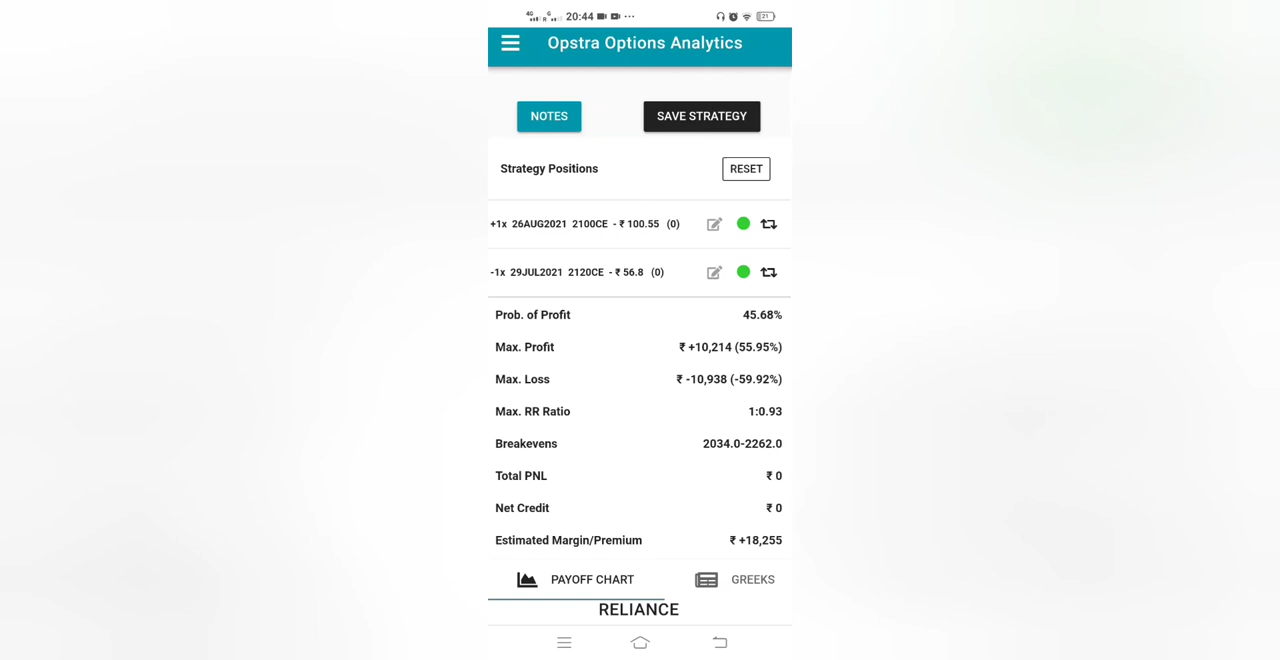 4G G R 20:44 ··· 21
Opstra Options Analytics
NOTES SAVE STRATEGY
Strategy Positions RESET
+1x 26AUG2021 2100CE - ₹ 100.55 (0)
-1x 29JUL2021 2120CE - ₹ 56.8 (0)
Prob. of Profit 45.68%
Max. Profit ₹ +10,214 (55.95%)
Max. Loss ₹ -10,938 (-59.92%)
Max. RR Ratio 1:0.93
Breakevens 2034.0-2262.0
Total PNL ₹ 0
Net Credit ₹ 0
Estimated Margin/Premium ₹ +18,255
PAYOFF CHART GREEKS
RELIANCE